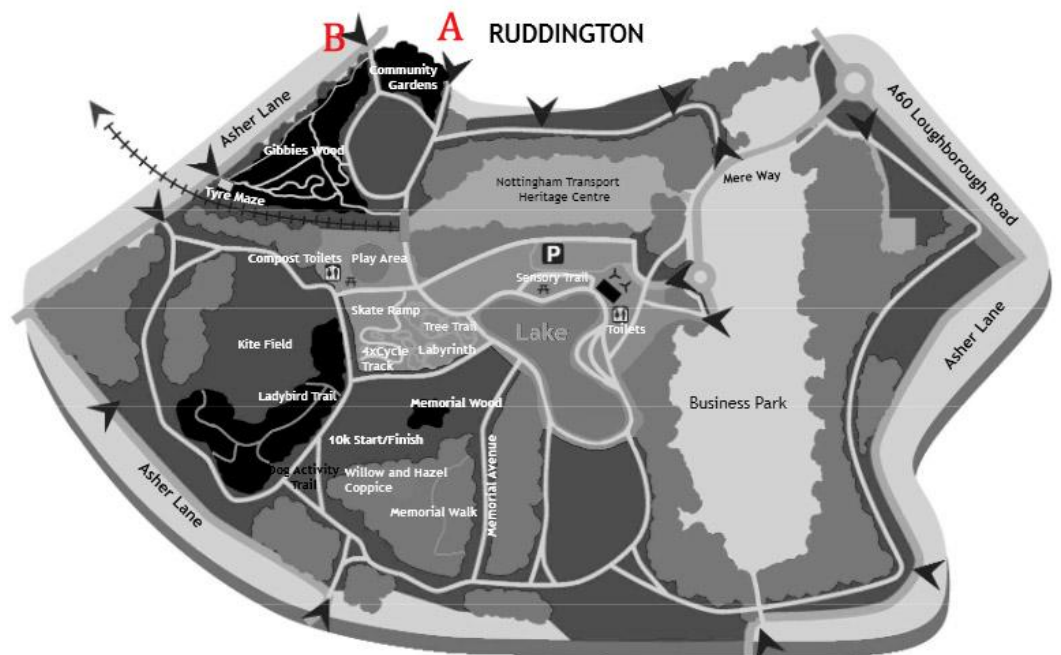 B
A
RUDDINGTON
Community
Gardens
Asher Lane
A60 Loughborough Road
Gibbies Wood
Tyre Maze
Nottingham Transport
Heritage Centre
Mere Way
Compost Toilets
Play Area
P
Sensory Trail
Skate Ramp
Tree Trail
Lake
Toilets
Asher Lane
Kite Field
4xCycle
Track
Labyrinth
Ladybird Trail
Memorial Wood
Business Park
10k Start/Finish
Dog Activity
Trail
Willow and Hazel
Coppice
Memorial Avenue
Asher Lane
Memorial Walk